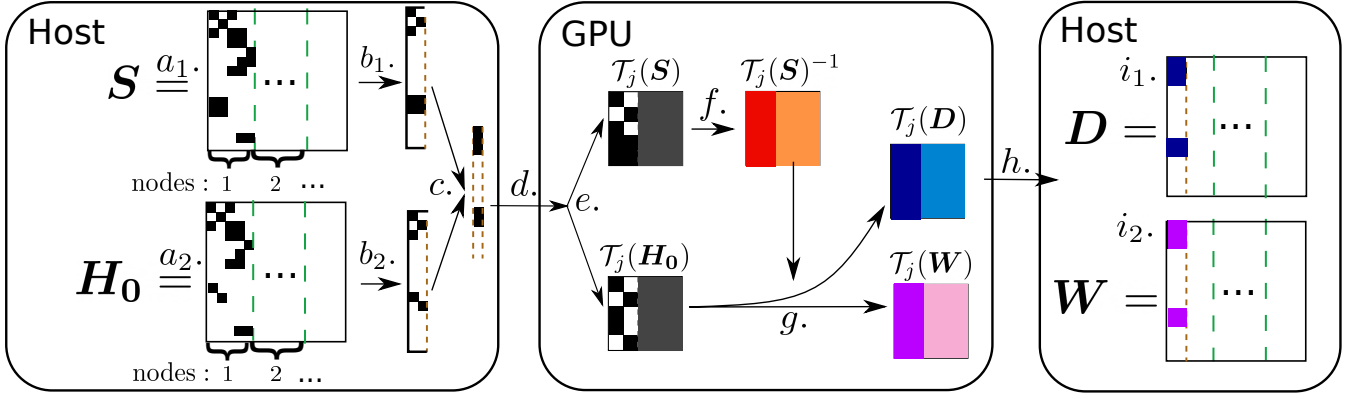 Host
S = a₁.
...
b₁.
nodes : 1 2 ...
H₀ = a₂.
...
b₂.
nodes : 1 2 ...
c.
d.
GPU
e.
𝒯ⱼ(S)
f.
𝒯ⱼ(S)⁻¹
𝒯ⱼ(H₀)
g.
𝒯ⱼ(D)
𝒯ⱼ(W)
h.
Host
i₁.
D =
...
i₂.
W =
...